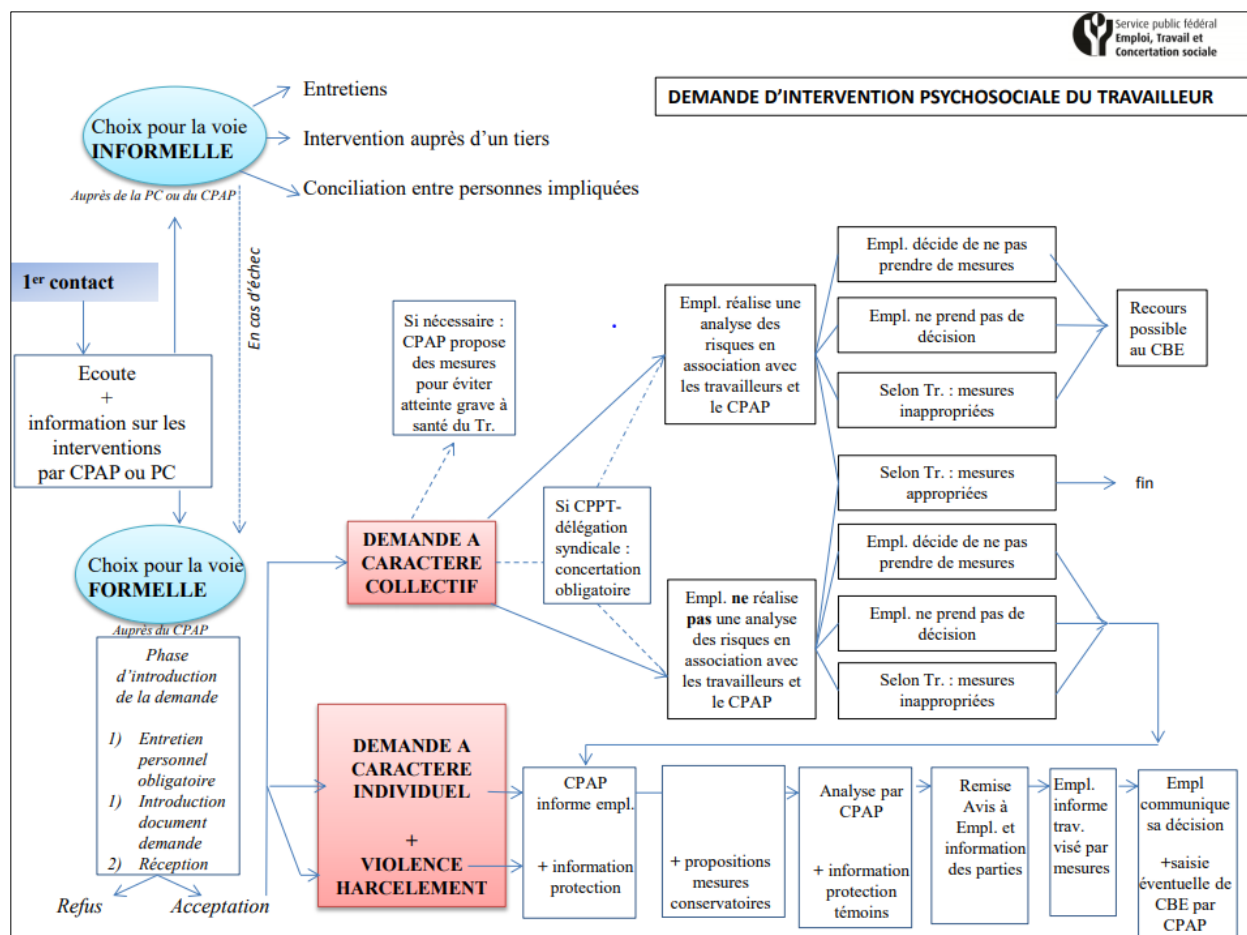 Service public fédéral
Emploi, Travail et
Concertation sociale
DEMANDE D'INTERVENTION PSYCHOSOCIALE DU TRAVAILLEUR
Choix pour la voie
INFORMELLE
Auprès de la PC ou du CPAP
Entretiens
Intervention auprès d'un tiers
Conciliation entre personnes impliquées
1er contact
En cas d'échec
Ecoute
+
information sur les
interventions
par CPAP ou PC
Choix pour la voie
FORMELLE
Auprès du CPAP
Phase
d'introduction
de la demande
1) Entretien
personnel
obligatoire
1) Introduction
document
demande
2) Réception
Refus
Acceptation
Si nécessaire :
CPAP propose
des mesures
pour éviter
atteinte grave à
santé du Tr.
DEMANDE A
CARACTERE
COLLECTIF
Si CPPT-
délégation
syndicale :
concertation
obligatoire
Empl. réalise une
analyse des
risques en
association avec
les travailleurs et
le CPAP
Empl. ne réalise
pas une analyse
des risques en
association avec
les travailleurs et
le CPAP
Empl. décide de ne pas
prendre de mesures
Empl. ne prend pas de
décision
Selon Tr. : mesures
inappropriées
Recours
possible
au CBE
Selon Tr. : mesures
appropriées
fin
Empl. décide de ne pas
prendre de mesures
Empl. ne prend pas de
décision
Selon Tr. : mesures
inappropriées
DEMANDE A
CARACTERE
INDIVIDUEL
+
VIOLENCE
HARCELEMENT
CPAP
informe empl.
+ information
protection
+ propositions
mesures
conservatoires
Analyse par
CPAP
+ information
protection
témoins
Remise
Avis à
Empl. et
information
des parties
Empl.
informe
trav.
visé par
mesures
Empl
communique
sa décision
+saisie
éventuelle de
CBE par
CPAP